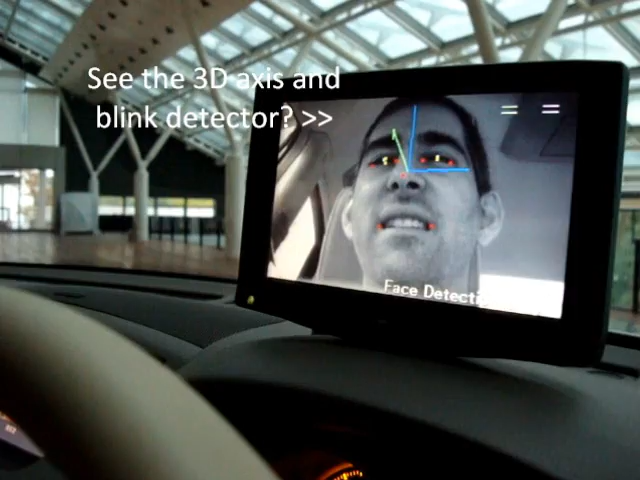 See the 3D axis and
blink detector? >>
Face Detecti